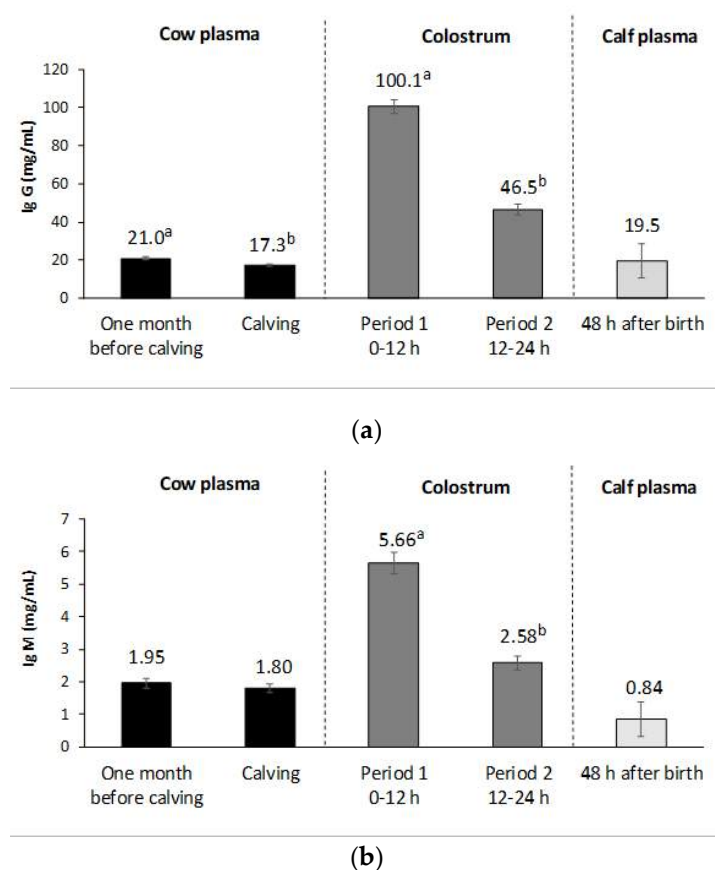 Cow plasma Colostrum Calf plasma
Ig G (mg/mL)
120
100
80
60
40
20
0
21.0a
17.3b
100.1a
46.5b
19.5
One month
before calving
Calving
Period 1
0-12 h
Period 2
12-24 h
48 h after birth
(a)
Cow plasma Colostrum Calf plasma
Ig M (mg/mL)
7
6
5
4
3
2
1
0
1.95
1.80
5.66a
2.58b
0.84
One month
before calving
Calving
Period 1
0-12 h
Period 2
12-24 h
48 h after birth
(b)